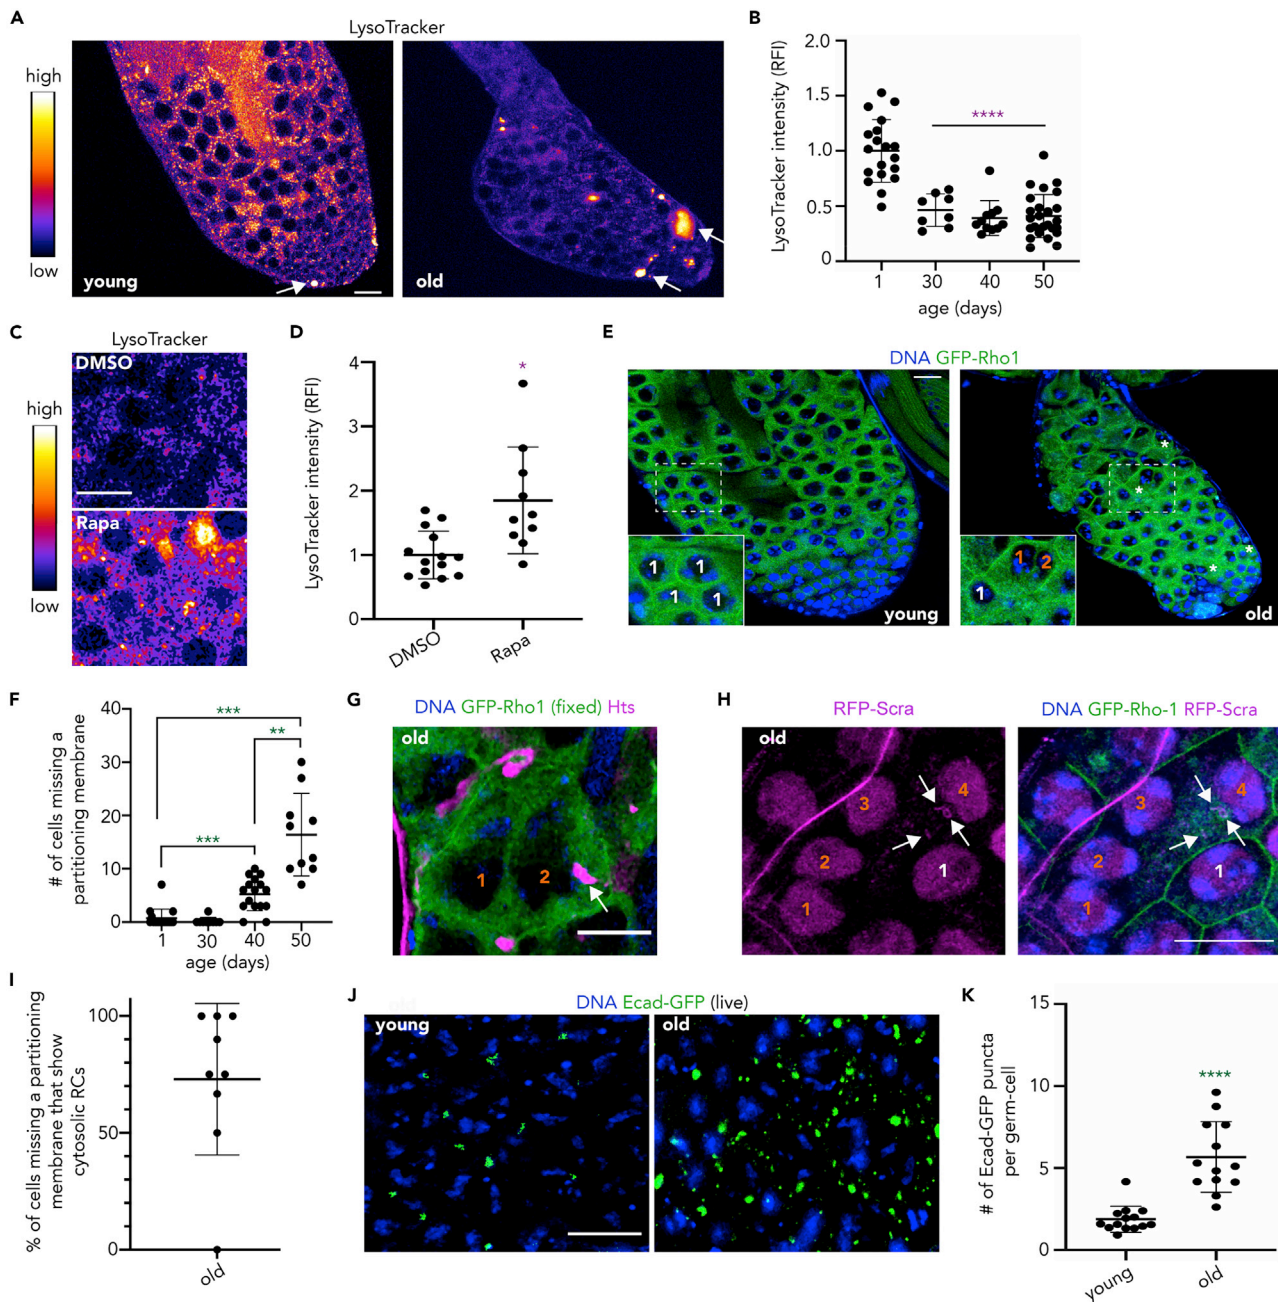 A
LysoTracker
high
low
young
old
B
LysoTracker intensity (RFI)
2.0
1.5
1.0
0.5
0
****
1 30 40 50
age (days)
C
LysoTracker
DMSO
high
low
Rapa
D
LysoTracker intensity (RFI)
4
3
2
1
0
*
DMSO
Rapa
E
DNA GFP-Rho1
1 1
1 1
young
*
*
*
*
1 2
1
old
F
# of cells missing a
partitioning membrane
40
30
20
10
0
***
**
***
1 30 40 50
age (days)
G
DNA GFP-Rho1 (fixed) Hts
old
1 2
H
RFP-Scra
old
3 4
2 1
1
DNA GFP-Rho-1 RFP-Scra
3 4
2 1
1
I
% of cells missing a partitioning
membrane that show
cytosolic RCs
100
50
0
old
J
DNA Ecad-GFP (live)
young
old
K
# of Ecad-GFP puncta
per germ-cell
15
10
5
0
****
young
old